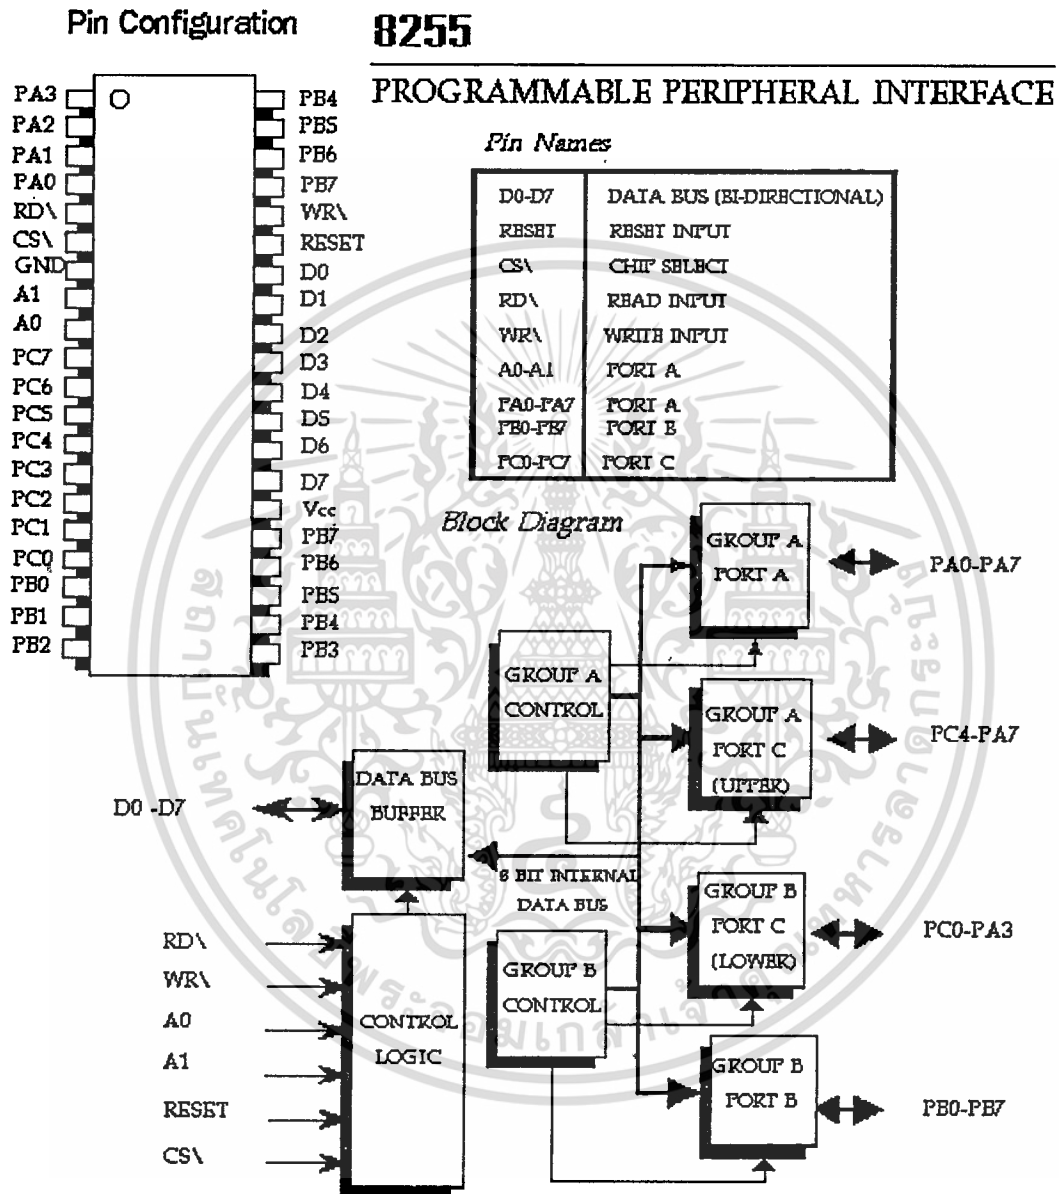 Pin Configuration
8255
PROGRAMMABLE PERIPHERAL INTERFACE
PA3
PA2
PA1
PA0
RD\
CS\
GND
A1
A0
PC7
PC6
PC5
PC4
PC3
PC2
PC1
PC0
PB0
PB1
PB2
PB4
PB5
PB6
PB7
WR\
RESET
D0
D1
D2
D3
D4
D5
D6
D7
Vcc
PB7
PB6
PB5
PB4
PB3
Pin Names
D0-D7 DATA BUS (BI-DIRECTIONAL)
RESET RESET INPUT
CS\ CHIP SELECT
RD\ READ INPUT
WR\ WRITE INPUT
A0-A1 PORT A
PA0-PA7 PORT A
PB0-PB7 PORT B
PC0-PC7 PORT C
Block Diagram
GROUP A
PORT A
PA0-PA7
GROUP A
CONTROL
GROUP A
PORT C
(UPPER)
PC4-PA7
D0 -D7
DATA BUS
BUFFER
8 BIT INTERNAL
DATA BUS
GROUP B
PORT C
(LOWER)
PC0-PA3
GROUP B
CONTROL
RD\
WR\
A0
A1
RESET
CS\
CONTROL
LOGIC
GROUP B
PORT B
PB0-PB7